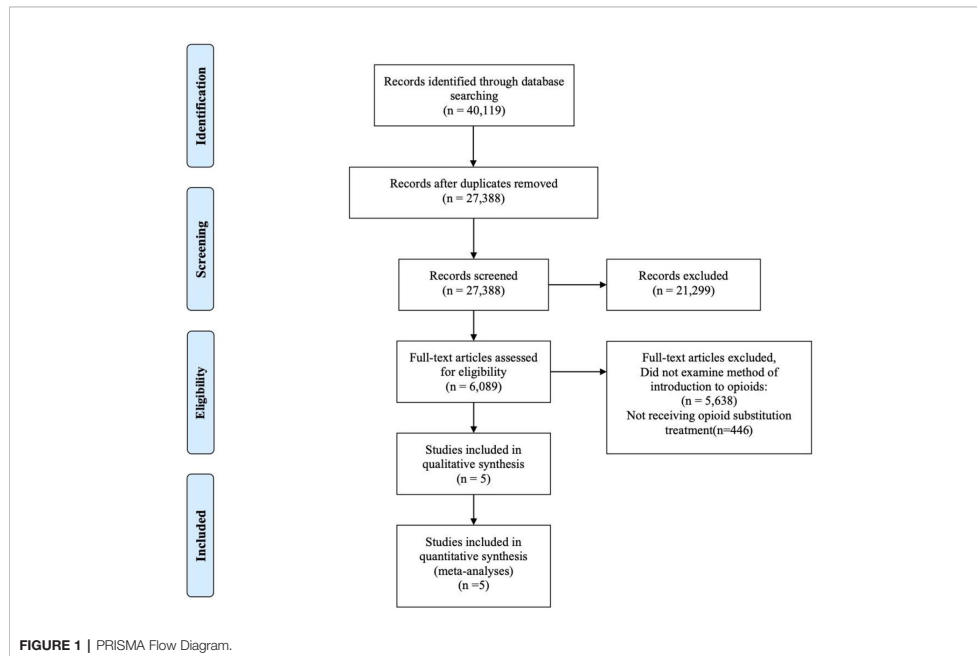 Identification
Records identified through database
searching
(n = 40,119)
Records after duplicates removed
(n = 27,388)
Screening
Records screened
(n = 27,388)
Records excluded
(n = 21,299)
Eligibility
Full-text articles assessed
for eligibility
(n = 6,089)
Full-text articles excluded,
Did not examine method of
introduction to opioids:
(n = 5,638)
Not receiving opioid substitution
treatment(n=446)
Studies included in
qualitative synthesis
(n = 5)
Included
Studies included in
quantitative synthesis
(meta-analyses)
(n =5)
FIGURE 1 | PRISMA Flow Diagram.